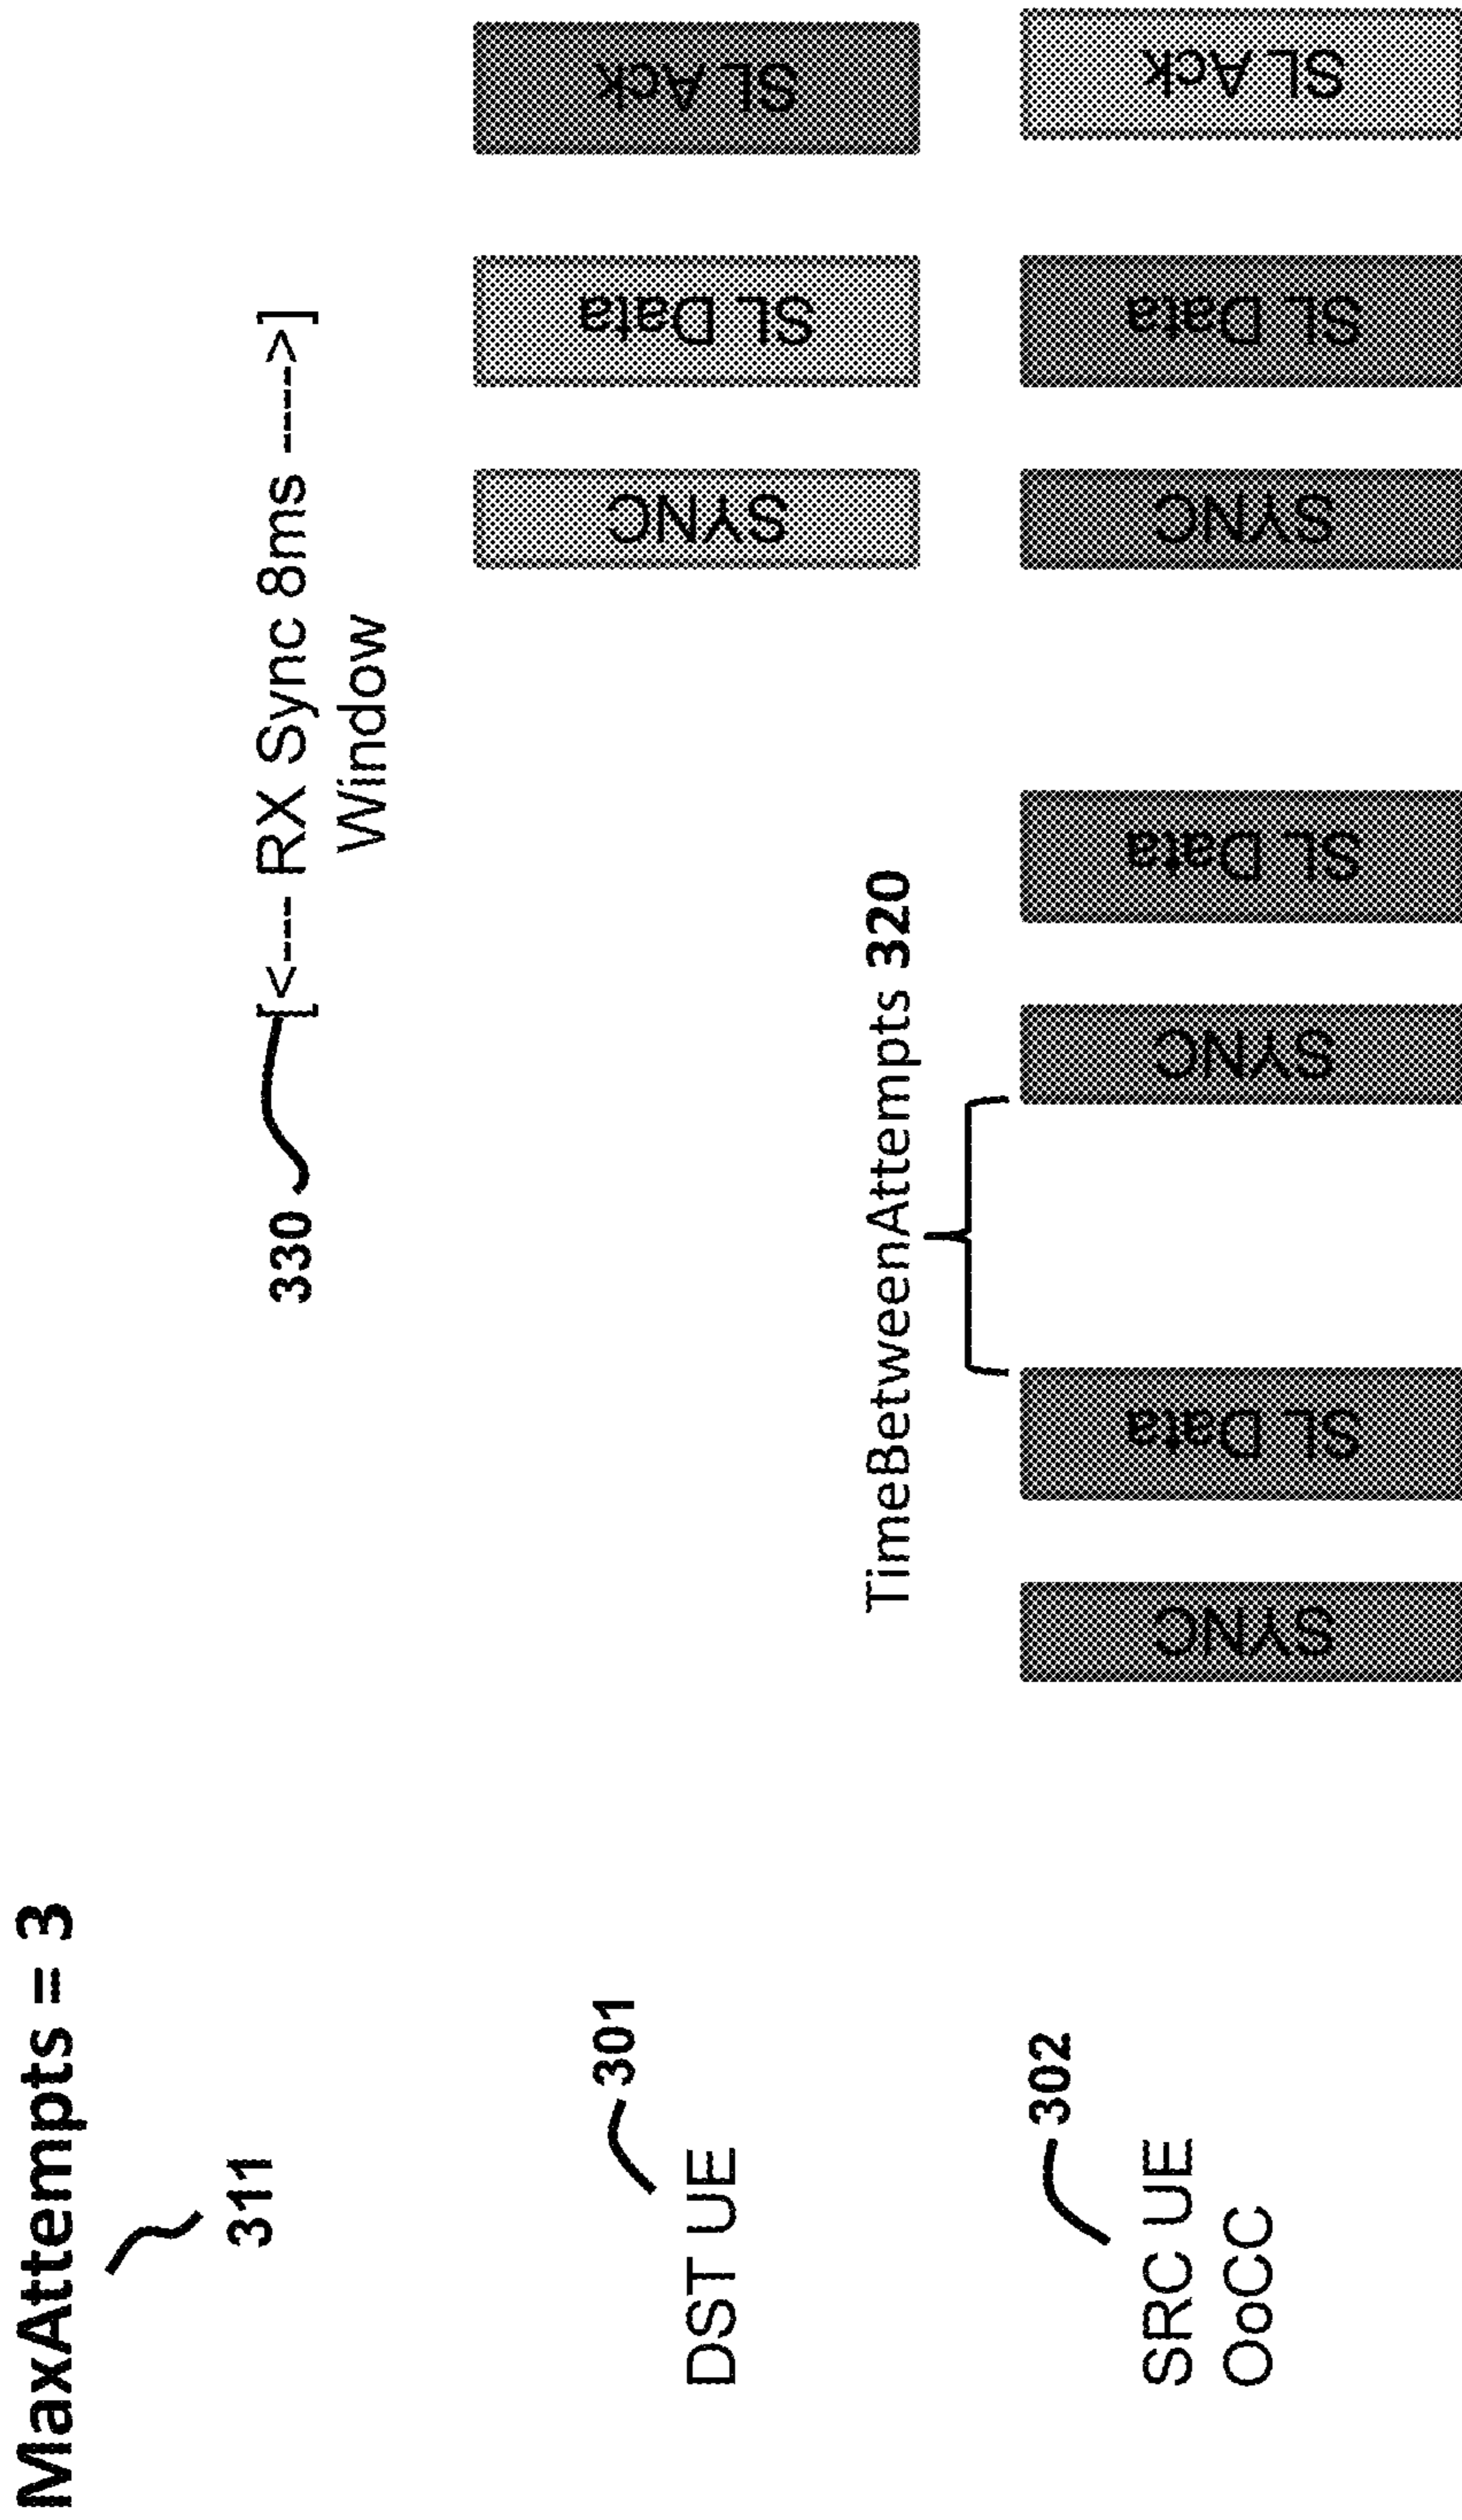 MaxAttempts = 3
311
330
[<--- RX Sync 8ms ---->]
Window
DST UE
301
SYNC
SL Data
SL Ack
TimeBetweenAttempts 320
SRC UE
OoCC
302
SYNC
SL Data
SYNC
SL Data
SYNC
SL Data
SL Ack